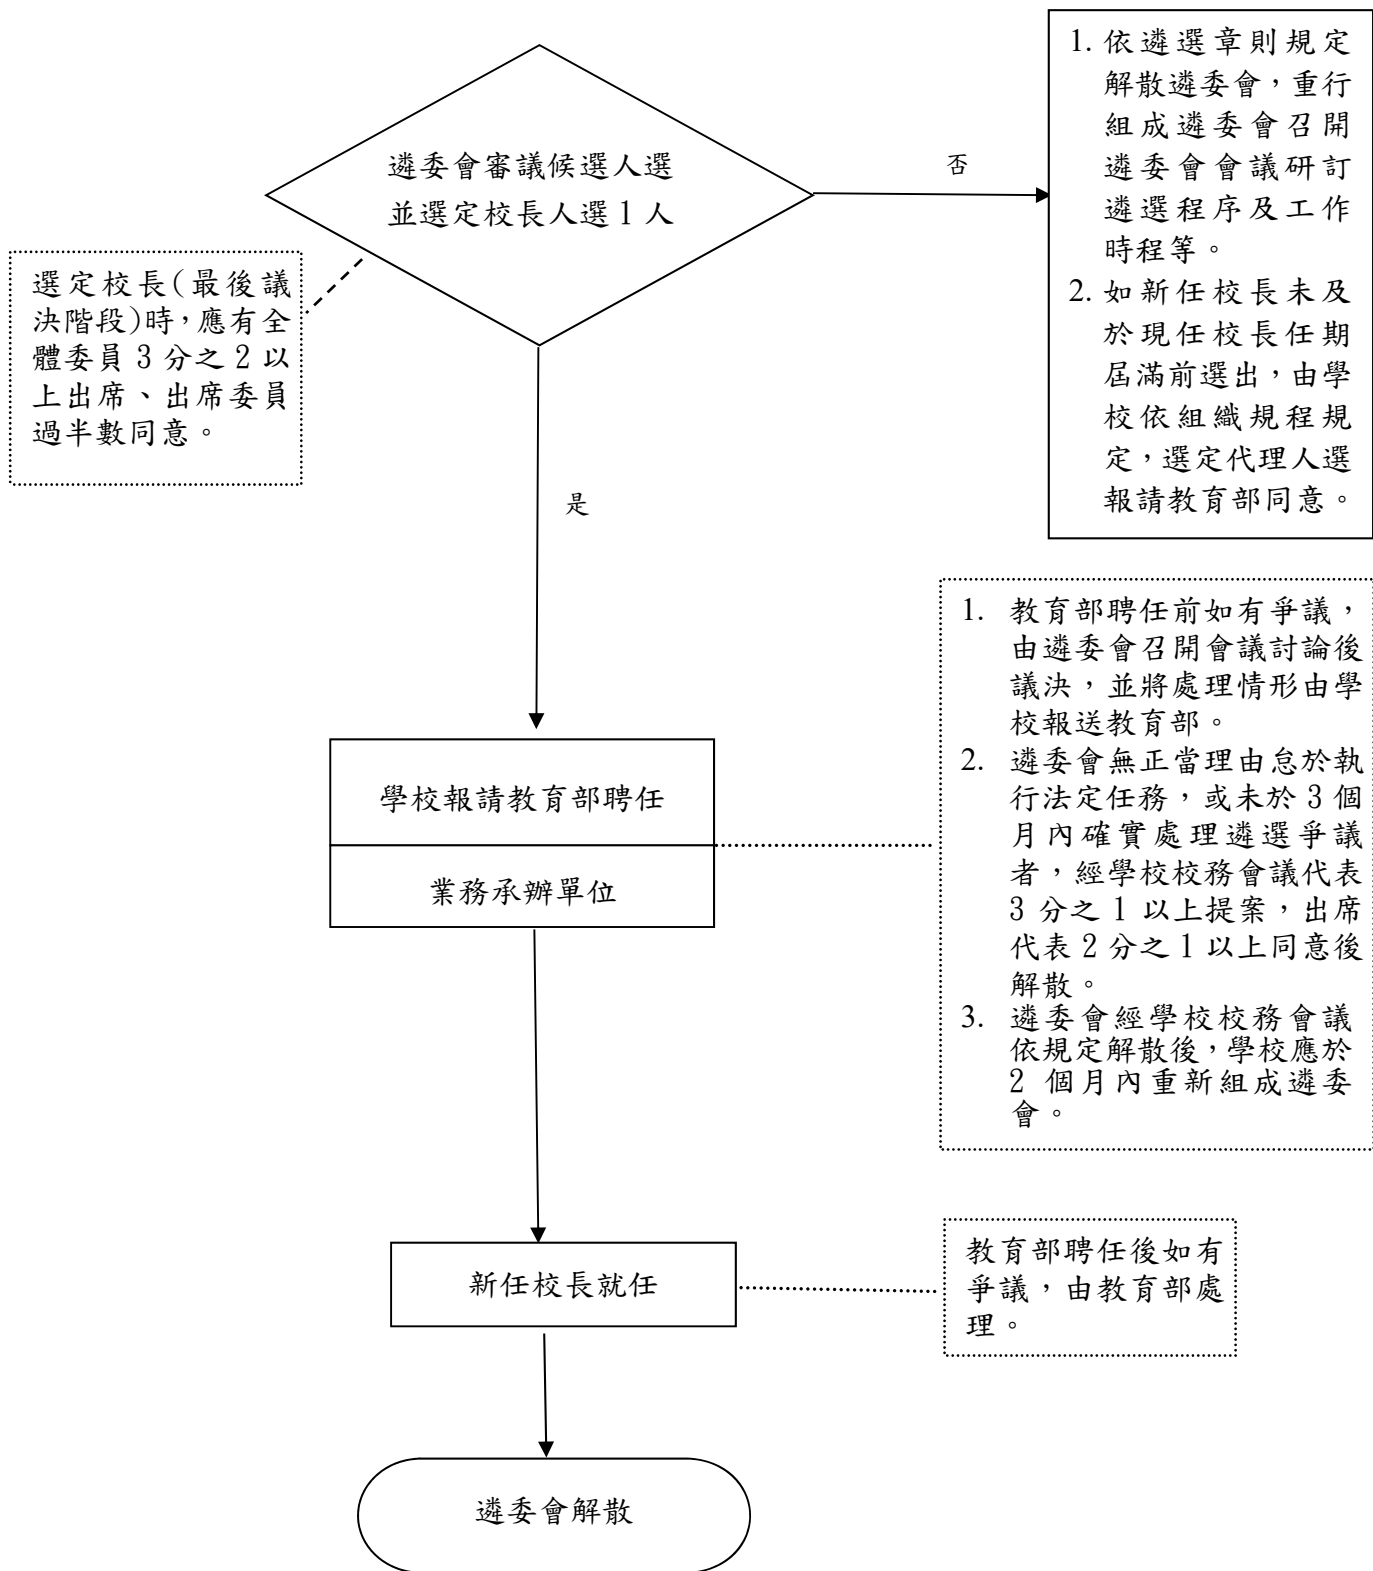 遴委會審議候選人選
並選定校長人選 1 人
否
1. 依遴選章則規定
解散遴委會，重行
組成遴委會召開
遴委會會議研訂
遴選程序及工作
時程等。
2. 如新任校長未及
於現任校長任期
屆滿前選出，由學
校依組織規程規
定，選定代理人選
報請教育部同意。
選定校長(最後議
決階段)時，應有全
體委員 3 分之 2 以
上出席、出席委員
過半數同意。
是
學校報請教育部聘任
業務承辦單位
1. 教育部聘任前如有爭議，
由遴委會召開會議討論後
議決，並將處理情形由學
校報送教育部。
2. 遴委會無正當理由怠於執
行法定任務，或未於 3 個
月內確實處理遴選爭議
者，經學校校務會議代表
3 分之 1 以上提案，出席
代表 2 分之 1 以上同意後
解散。
3. 遴委會經學校校務會議
依規定解散後，學校應於
2 個月內重新組成遴委
會。
新任校長就任
教育部聘任後如有
爭議，由教育部處
理。
遴委會解散